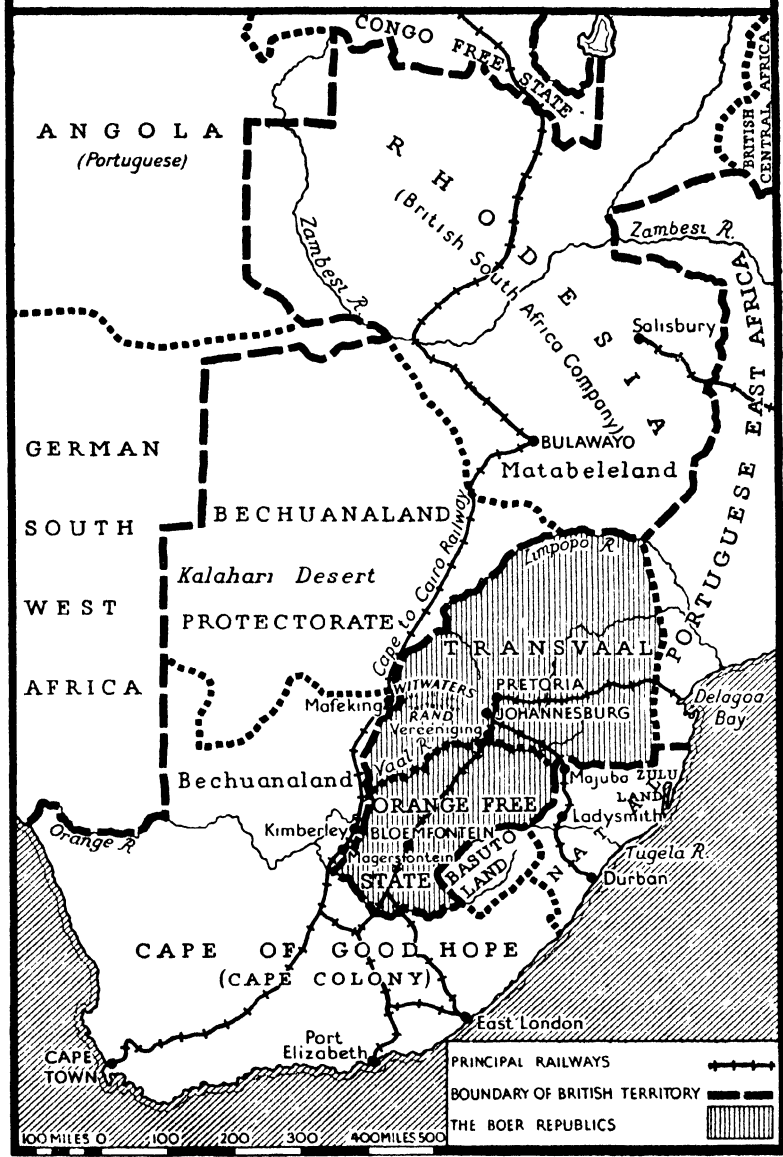 CONGO FREE STATE
ANGOLA
(Portuguese)
BRITISH
CENTRAL AFRICA
RHODESIA
(British South Africa Company)
Zambesi R.
Zambesi R.
Salisbury
PORTUGUESE EAST AFRICA
BULAWAYO
Matabeleland
GERMAN
SOUTH
WEST
AFRICA
BECHUANALAND
Kalahari Desert
PROTECTORATE
Cape to Cairo Railway
Limpopo R.
TRANSVAAL
PRETORIA
WITWATERS
RAND
JOHANNESBURG
Mafeking
Vereeniging
Delagoa
Bay
Vaal R.
Bechuanaland
Majuba
ZULU
LAND
ORANGE FREE
STATE
Kimberley
BLOEMFONTEIN
Ladysmith
Magersfontein
BASUTO
LAND
NATAL
Tugela R.
Durban
Orange R.
CAPE OF GOOD HOPE
(CAPE COLONY)
East London
Port
Elizabeth
CAPE
TOWN
PRINCIPAL RAILWAYS
BOUNDARY OF BRITISH TERRITORY
THE BOER REPUBLICS
100 MILES 0 100 200 300 400 MILES 500